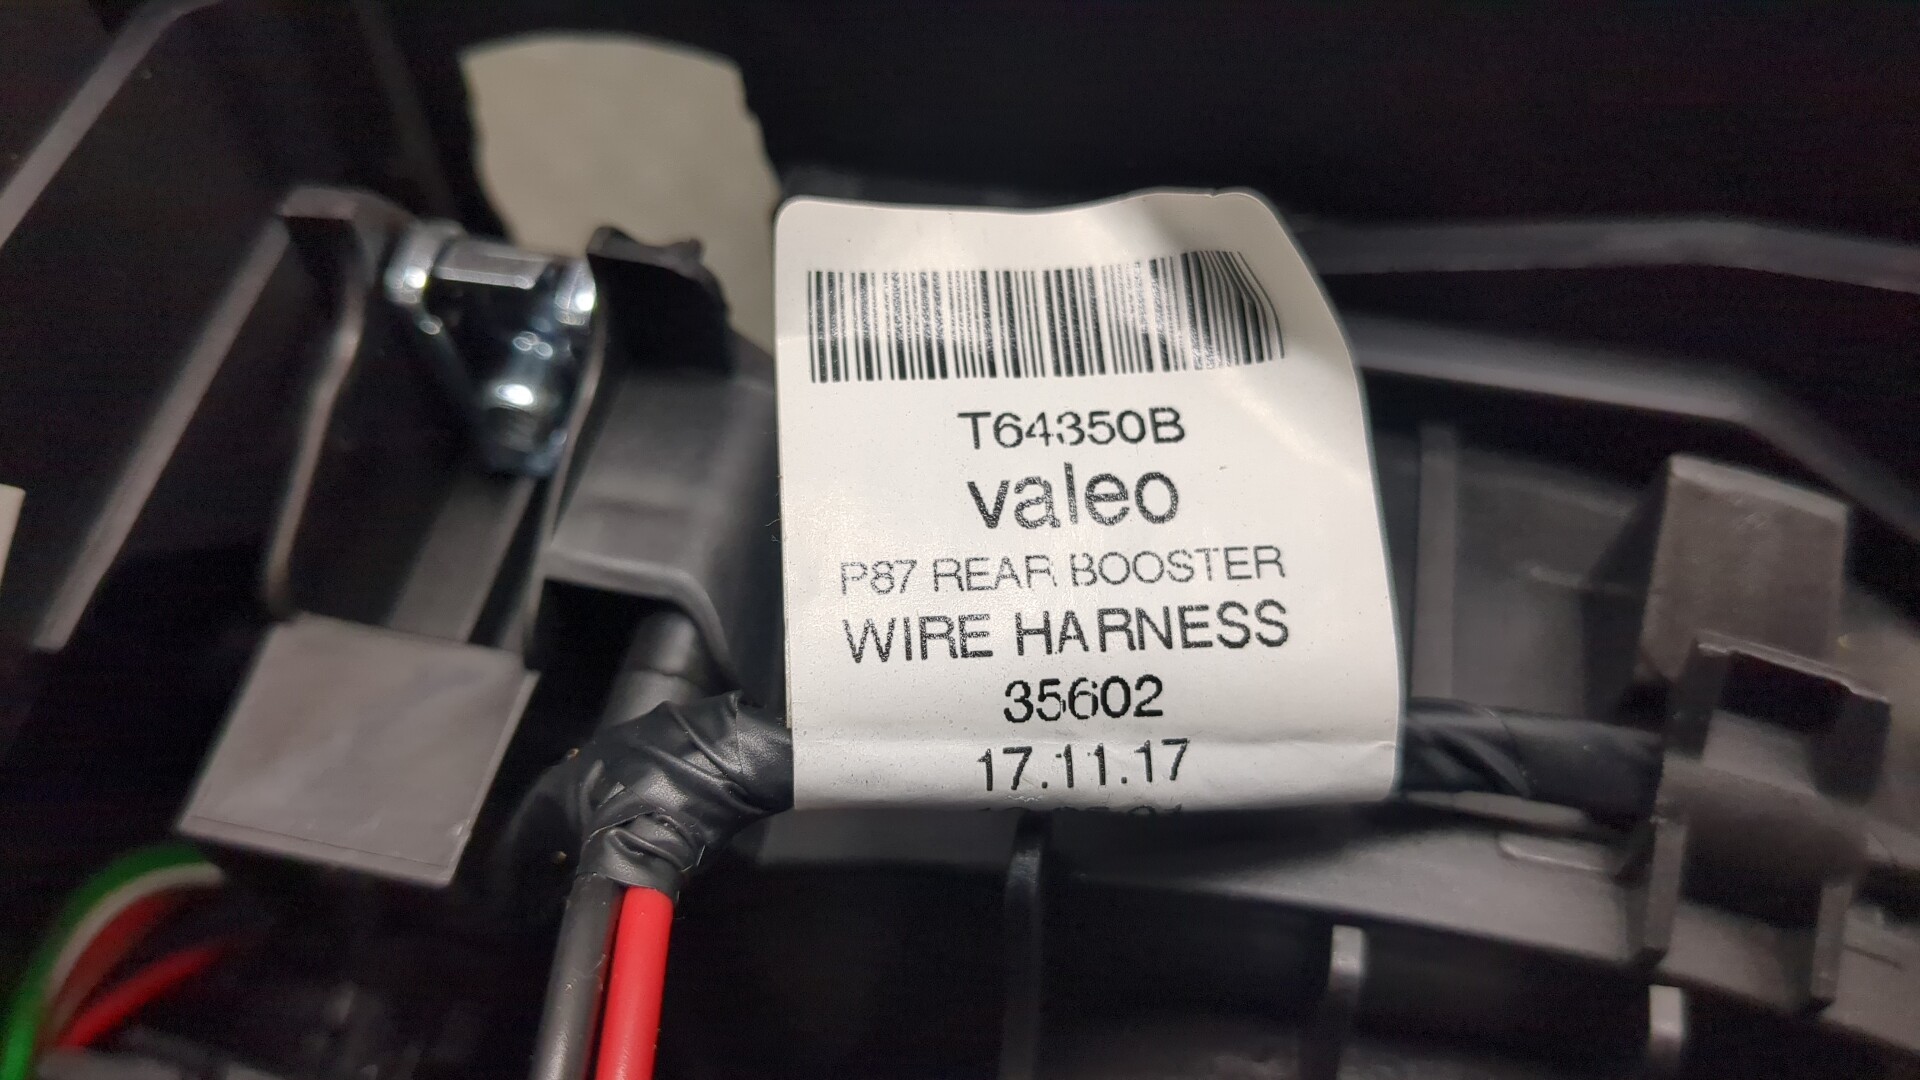 T64350B
valeo
P87 REAR BOOSTER
WIRE HARNESS
35602
17.11.17